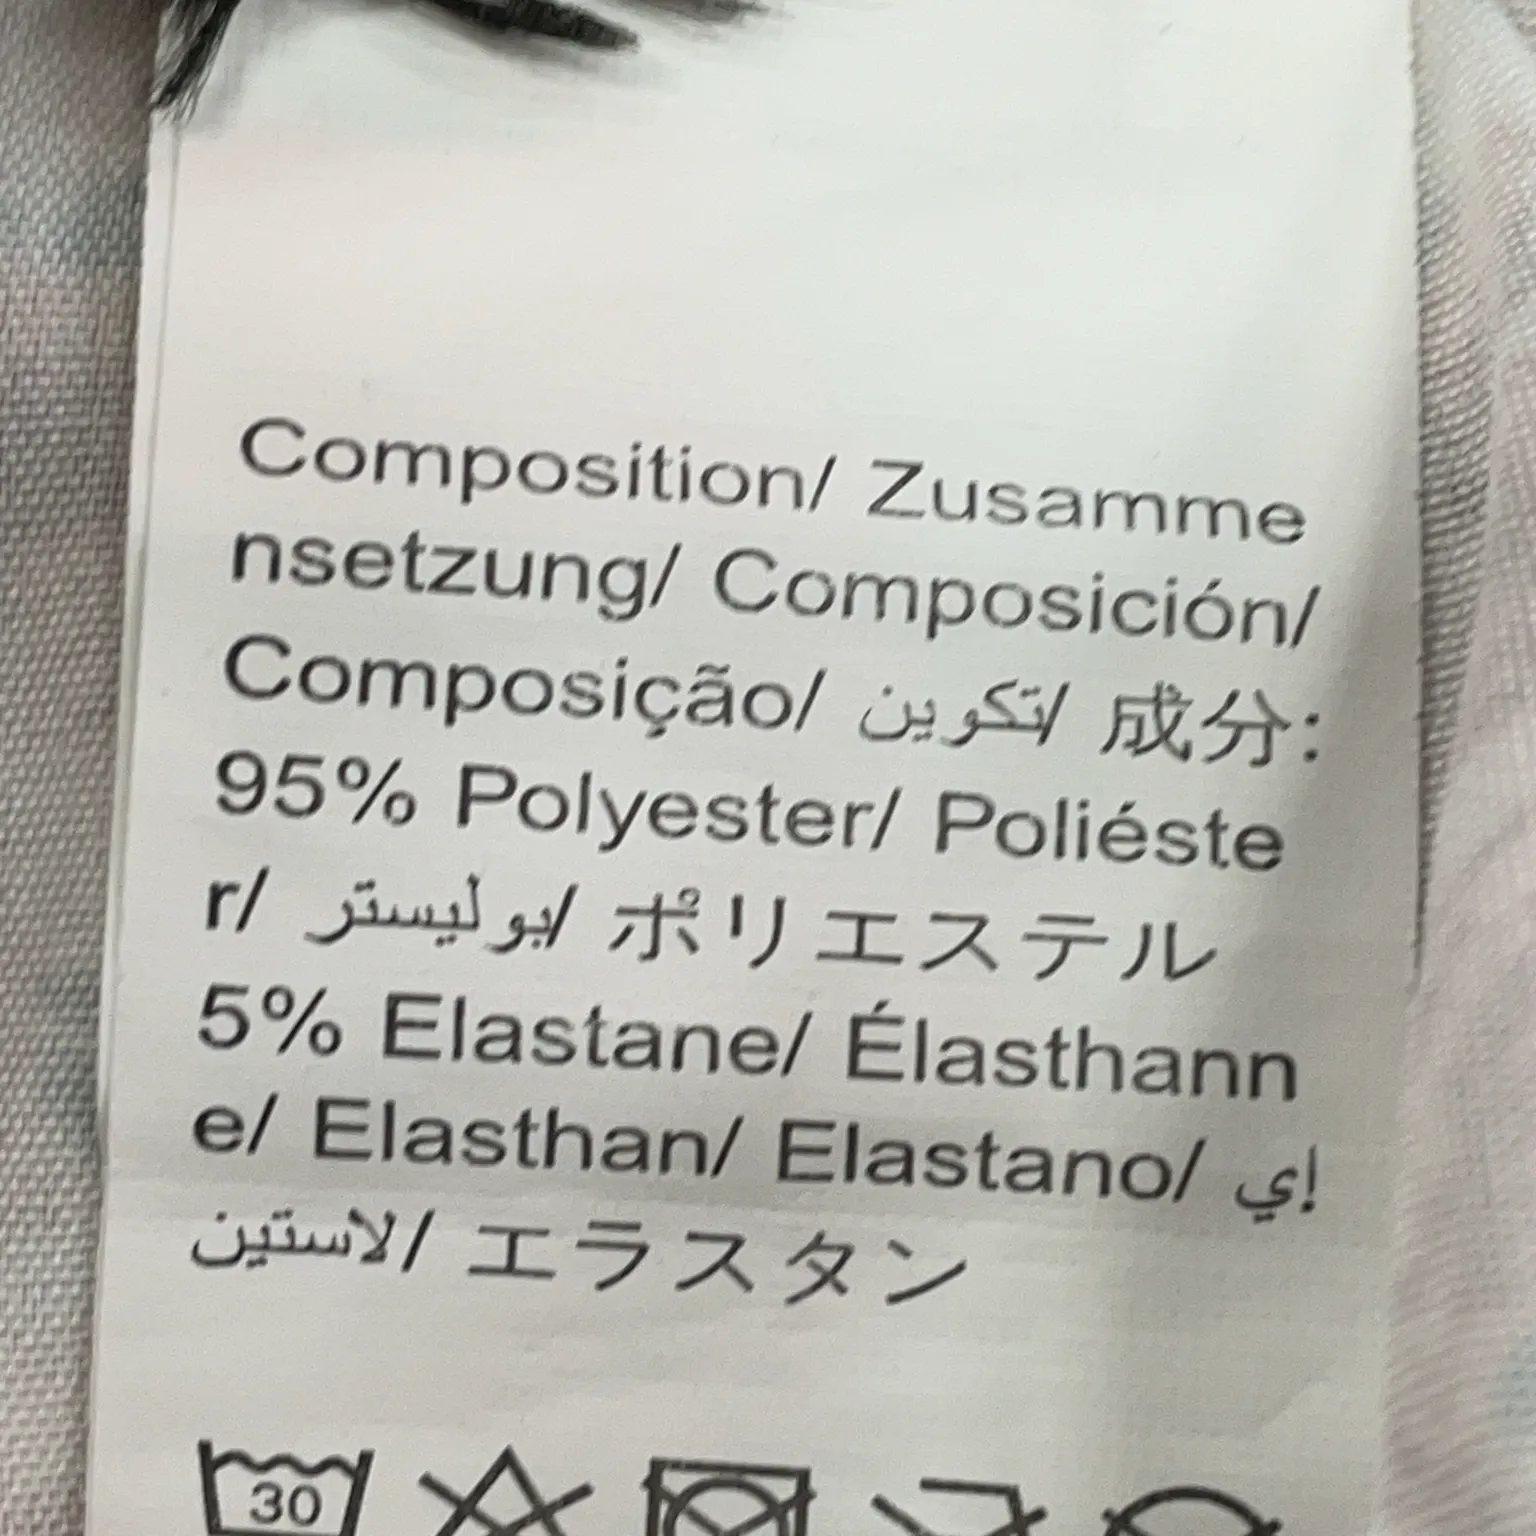 Composition/ Zusamme
nsetzung/ Composición/
Composição/ تكوين/ 成分:
95% Polyester/ Poliéste
r/ بوليستر/ ポリエステル
5% Elastane/ Élasthann
e/ Elasthan/ Elastano/ إي
لاستين/ エラスタン
30